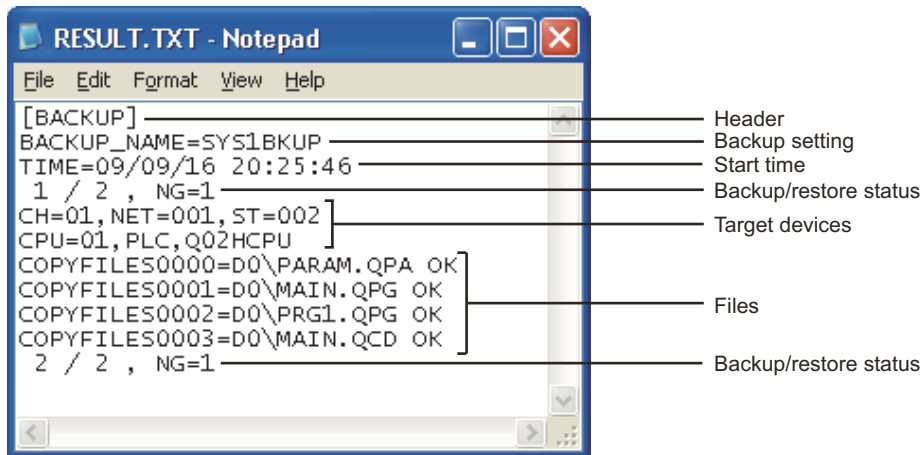 RESULT.TXT - Notepad
File Edit Format View Help
[BACKUP]
Header
BACKUP_NAME=SYS1BKUP
Backup setting
TIME=09/09/16 20:25:46
Start time
1 / 2 , NG=1
Backup/restore status
CH=01,NET=001,ST=002
CPU=01,PLC,Q02HCPU
Target devices
COPYFILES0000=D0\PARAM.QPA OK
COPYFILES0001=D0\MAIN.QPG OK
COPYFILES0002=D0\PRG1.QPG OK
COPYFILES0003=D0\MAIN.QCD OK
Files
2 / 2 , NG=1
Backup/restore status